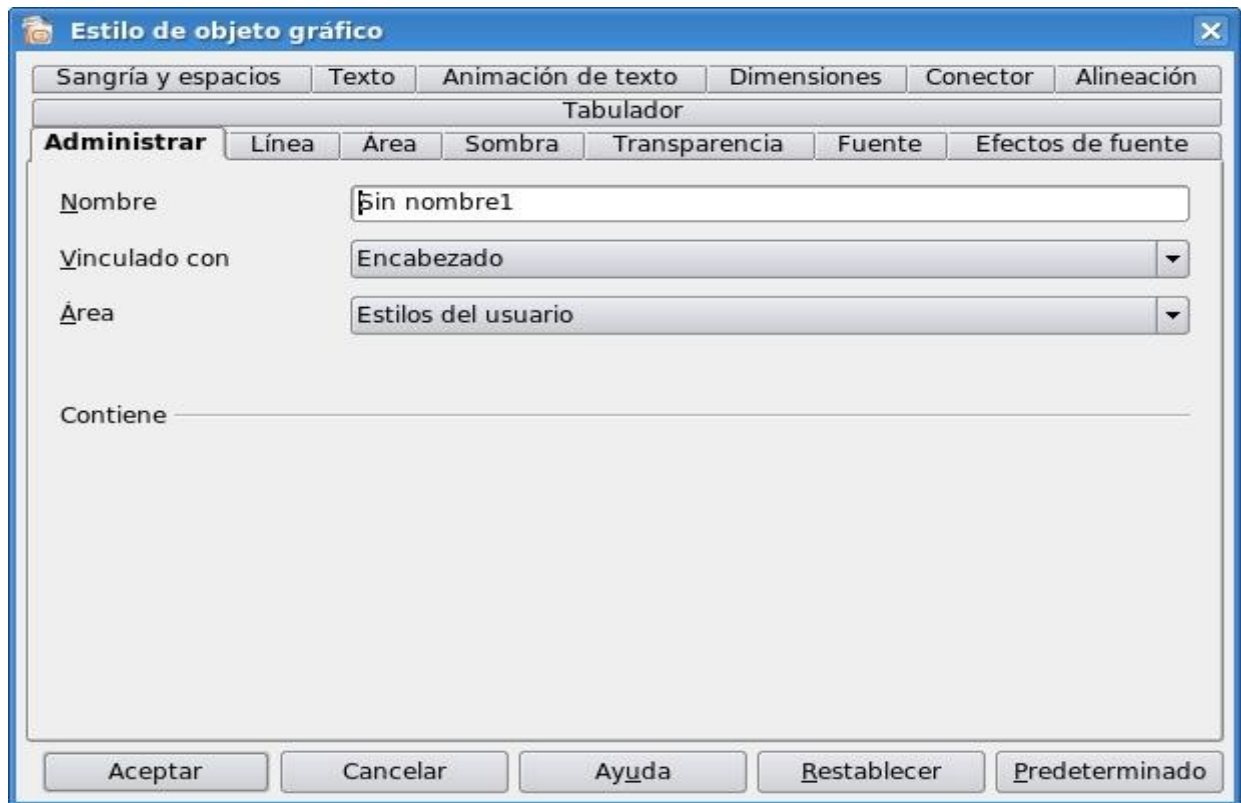 Estilo de objeto gráfico
Sangría y espacios Texto Animación de texto Dimensiones Conector Alineación
Tabulador
Administrar Línea Área Sombra Transparencia Fuente Efectos de fuente
Nombre Sin nombre1
Vinculado con Encabezado
Área Estilos del usuario
Contiene
Aceptar Cancelar Ayuda Restablecer Predeterminado